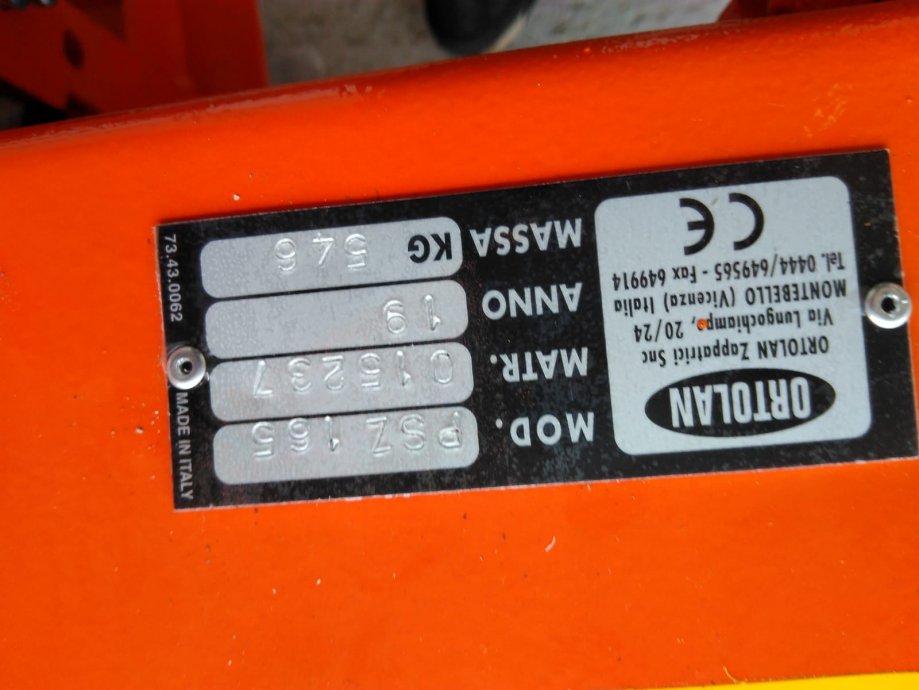 ORTOLAN
ORTOLAN Zappatrici Snc
Via Lungochiampo, 20/24
MONTEBELLO (Vicenza) Italia
Tel. 0444/649565 - Fax 649914
CE
MOD. PSZ 165
MATR. 015237
ANNO 19
MASSA KG 546
MADE IN ITALY
73.43.0062